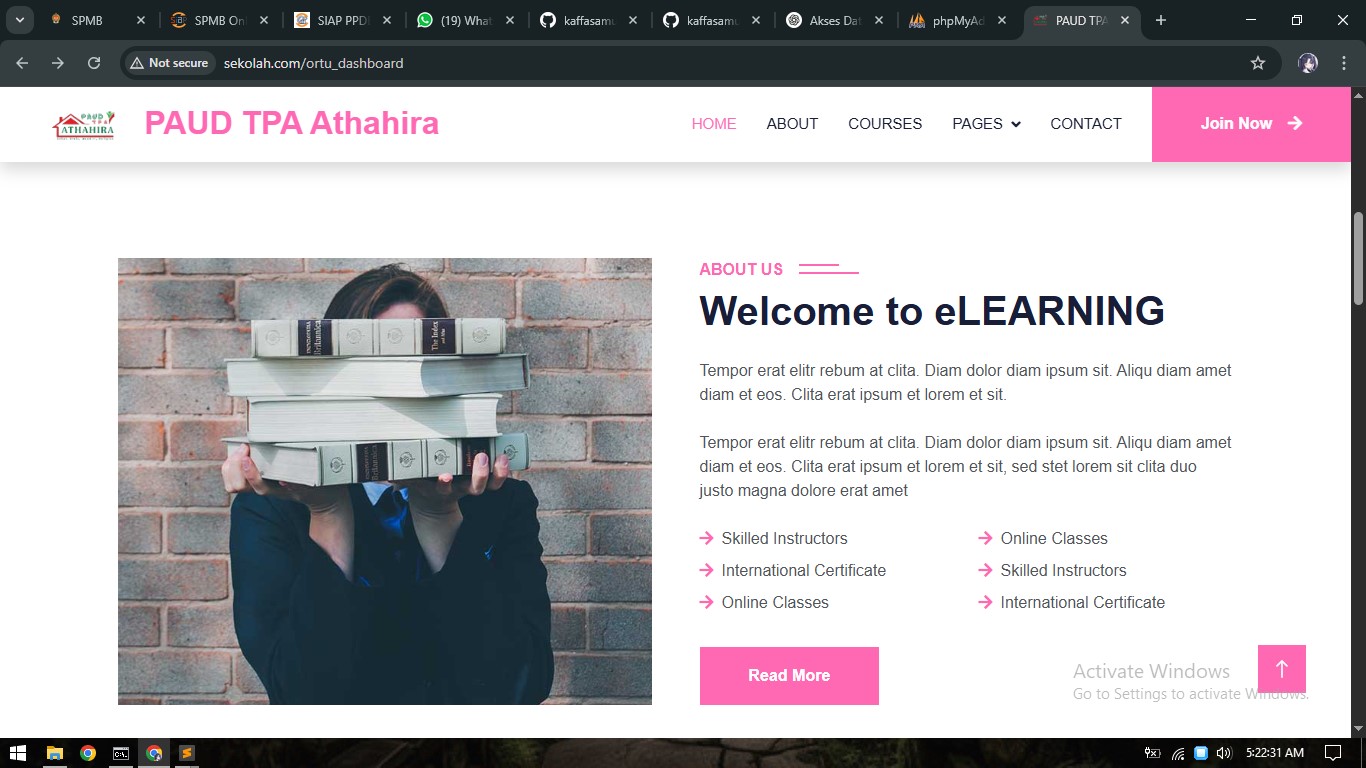 SPMB
SPMB Onl
SIAP PPDI
(19) What
kaffasamu
kaffasamu
Akses Dat
phpMyAd
PAUD TPA
Not secure
sekolah.com/ortu_dashboard
PAUD TPA
ATHAHIRA
PAUD TPA Athahira
HOME
ABOUT
COURSES
PAGES
CONTACT
Join Now
ABOUT US
Welcome to eLEARNING
Tempor erat elitr rebum at clita. Diam dolor diam ipsum sit. Aliqu diam amet
diam et eos. Clita erat ipsum et lorem et sit.
Tempor erat elitr rebum at clita. Diam dolor diam ipsum sit. Aliqu diam amet
diam et eos. Clita erat ipsum et lorem et sit, sed stet lorem sit clita duo
justo magna dolore erat amet
Skilled Instructors
Online Classes
International Certificate
Skilled Instructors
Online Classes
International Certificate
Read More
Britannica
The Index
Britannica
Activate Windows
Go to Settings to activate Windows.
5:22:31 AM